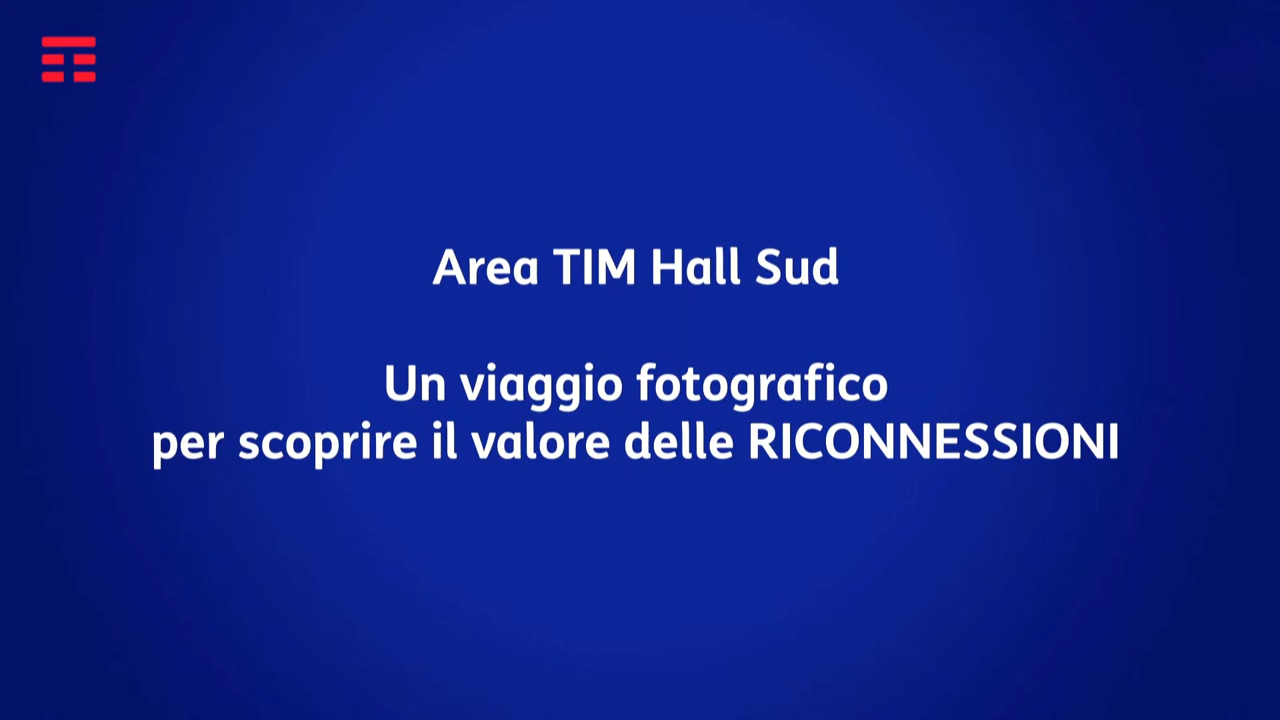 Area TIM Hall Sud
Un viaggio fotografico
per scoprire il valore delle RICONNESSIONI